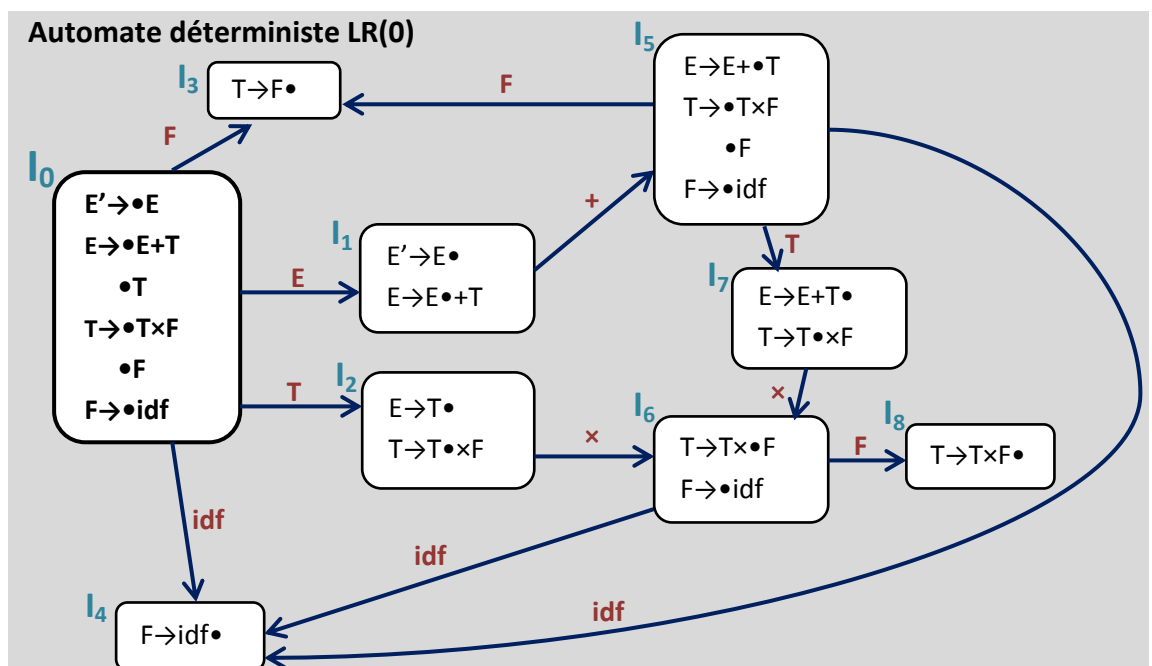 Automate déterministe LR(0)
I3
T→F•
F
F
I5
E→E+•T
T→•T×F
•F
F→•idf
I0
E’→•E
E→•E+T
•T
T→•T×F
•F
F→•idf
E
I1
E’→E•
E→E•+T
+
T
I7
E→E+T•
T→T•×F
T
I2
E→T•
T→T•×F
×
×
I6
T→T×•F
F→•idf
F
I8
T→T×F•
idf
idf
idf
I4
F→idf•